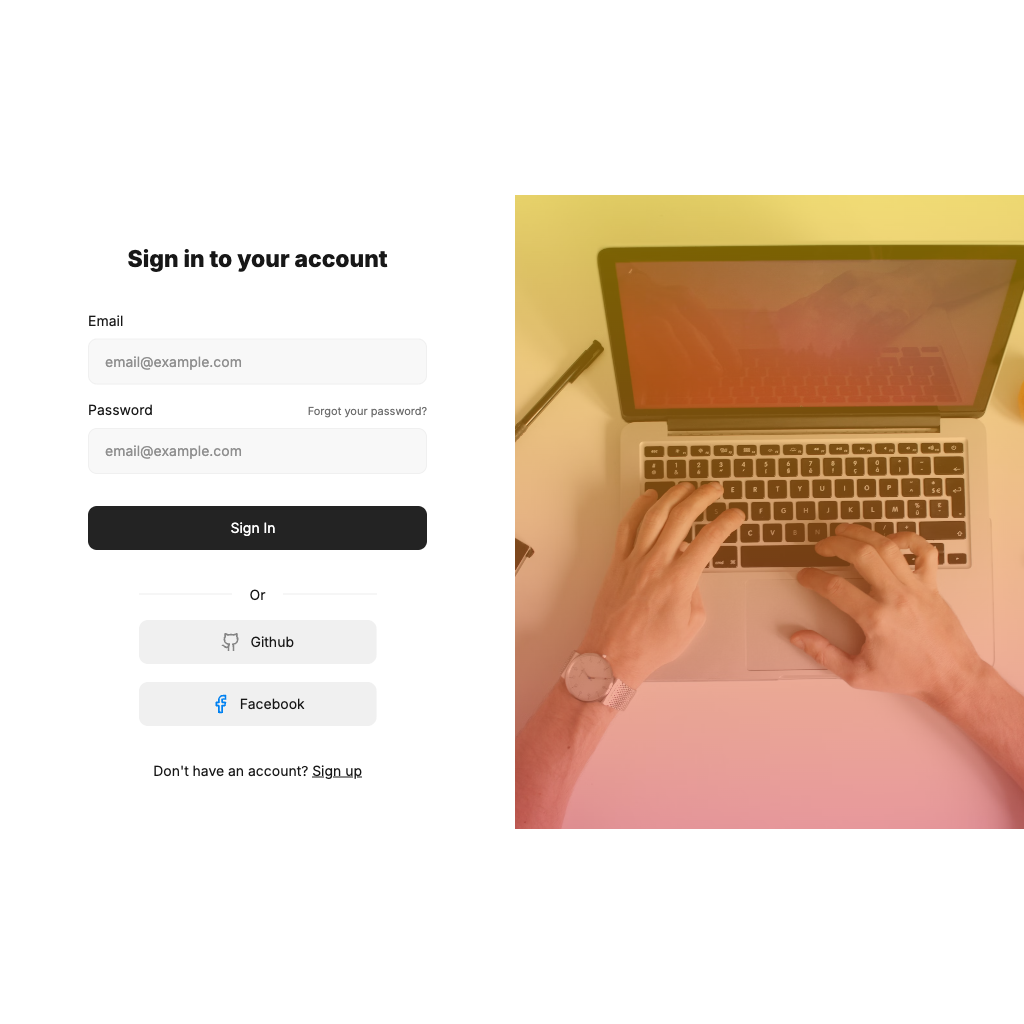 Sign in to your account
Email
email@example.com
Password Forgot your password?
email@example.com
Sign In
Or
Github
Facebook
Don't have an account? Sign up